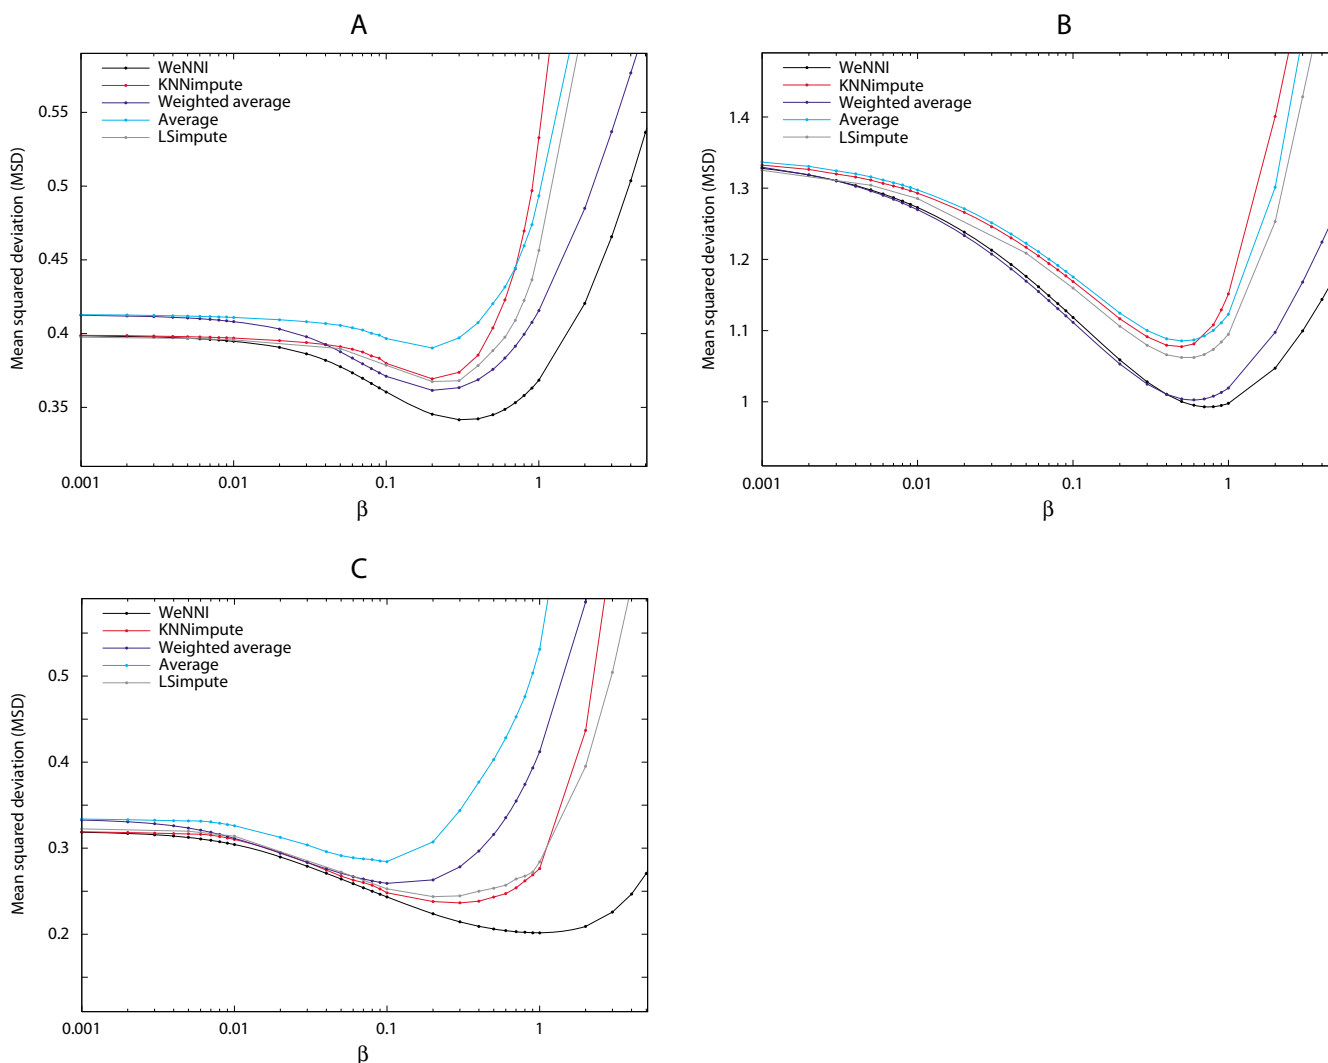 A
WeNNI
KNNimpute
Weighted average
Average
LSimpute
0.55
0.5
0.45
0.4
0.35
Mean squared deviation (MSD)
0.001
0.01
0.1
1
β
B
WeNNI
KNNimpute
Weighted average
Average
LSimpute
1.4
1.3
1.2
1.1
1
Mean squared deviation (MSD)
0.001
0.01
0.1
1
β
C
WeNNI
KNNimpute
Weighted average
Average
LSimpute
0.5
0.4
0.3
0.2
Mean squared deviation (MSD)
0.001
0.01
0.1
1
β